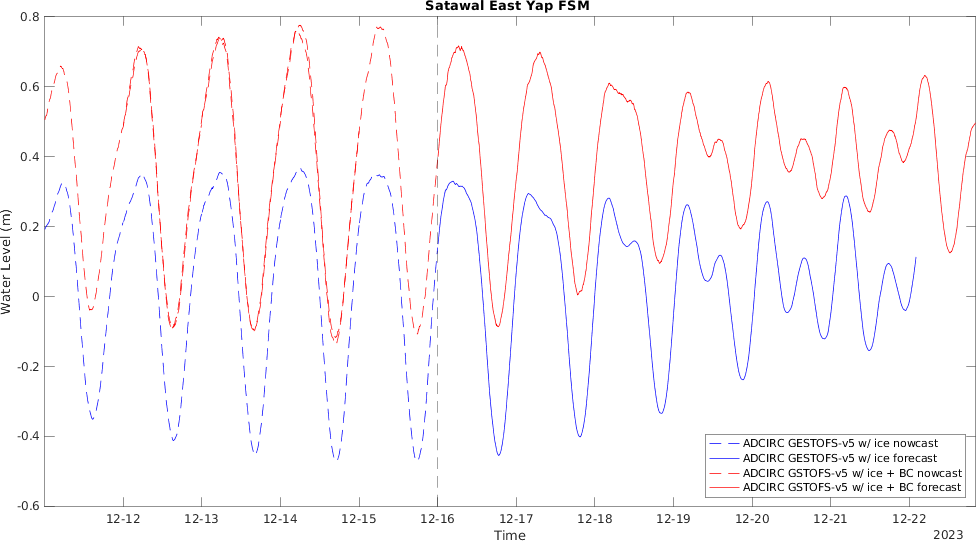 Satawal East Yap FSM
0.8
0.6
0.4
0.2
0
-0.2
-0.4
-0.6
Water Level (m)
12-12 12-13 12-14 12-15 12-16 12-17 12-18 12-19 12-20 12-21 12-22
Time
2023
ADCIRC GESTOFS-v5 w/ ice nowcast
ADCIRC GESTOFS-v5 w/ ice forecast
ADCIRC GSTOFS-v5 w/ ice + BC nowcast
ADCIRC GSTOFS-v5 w/ ice + BC forecast